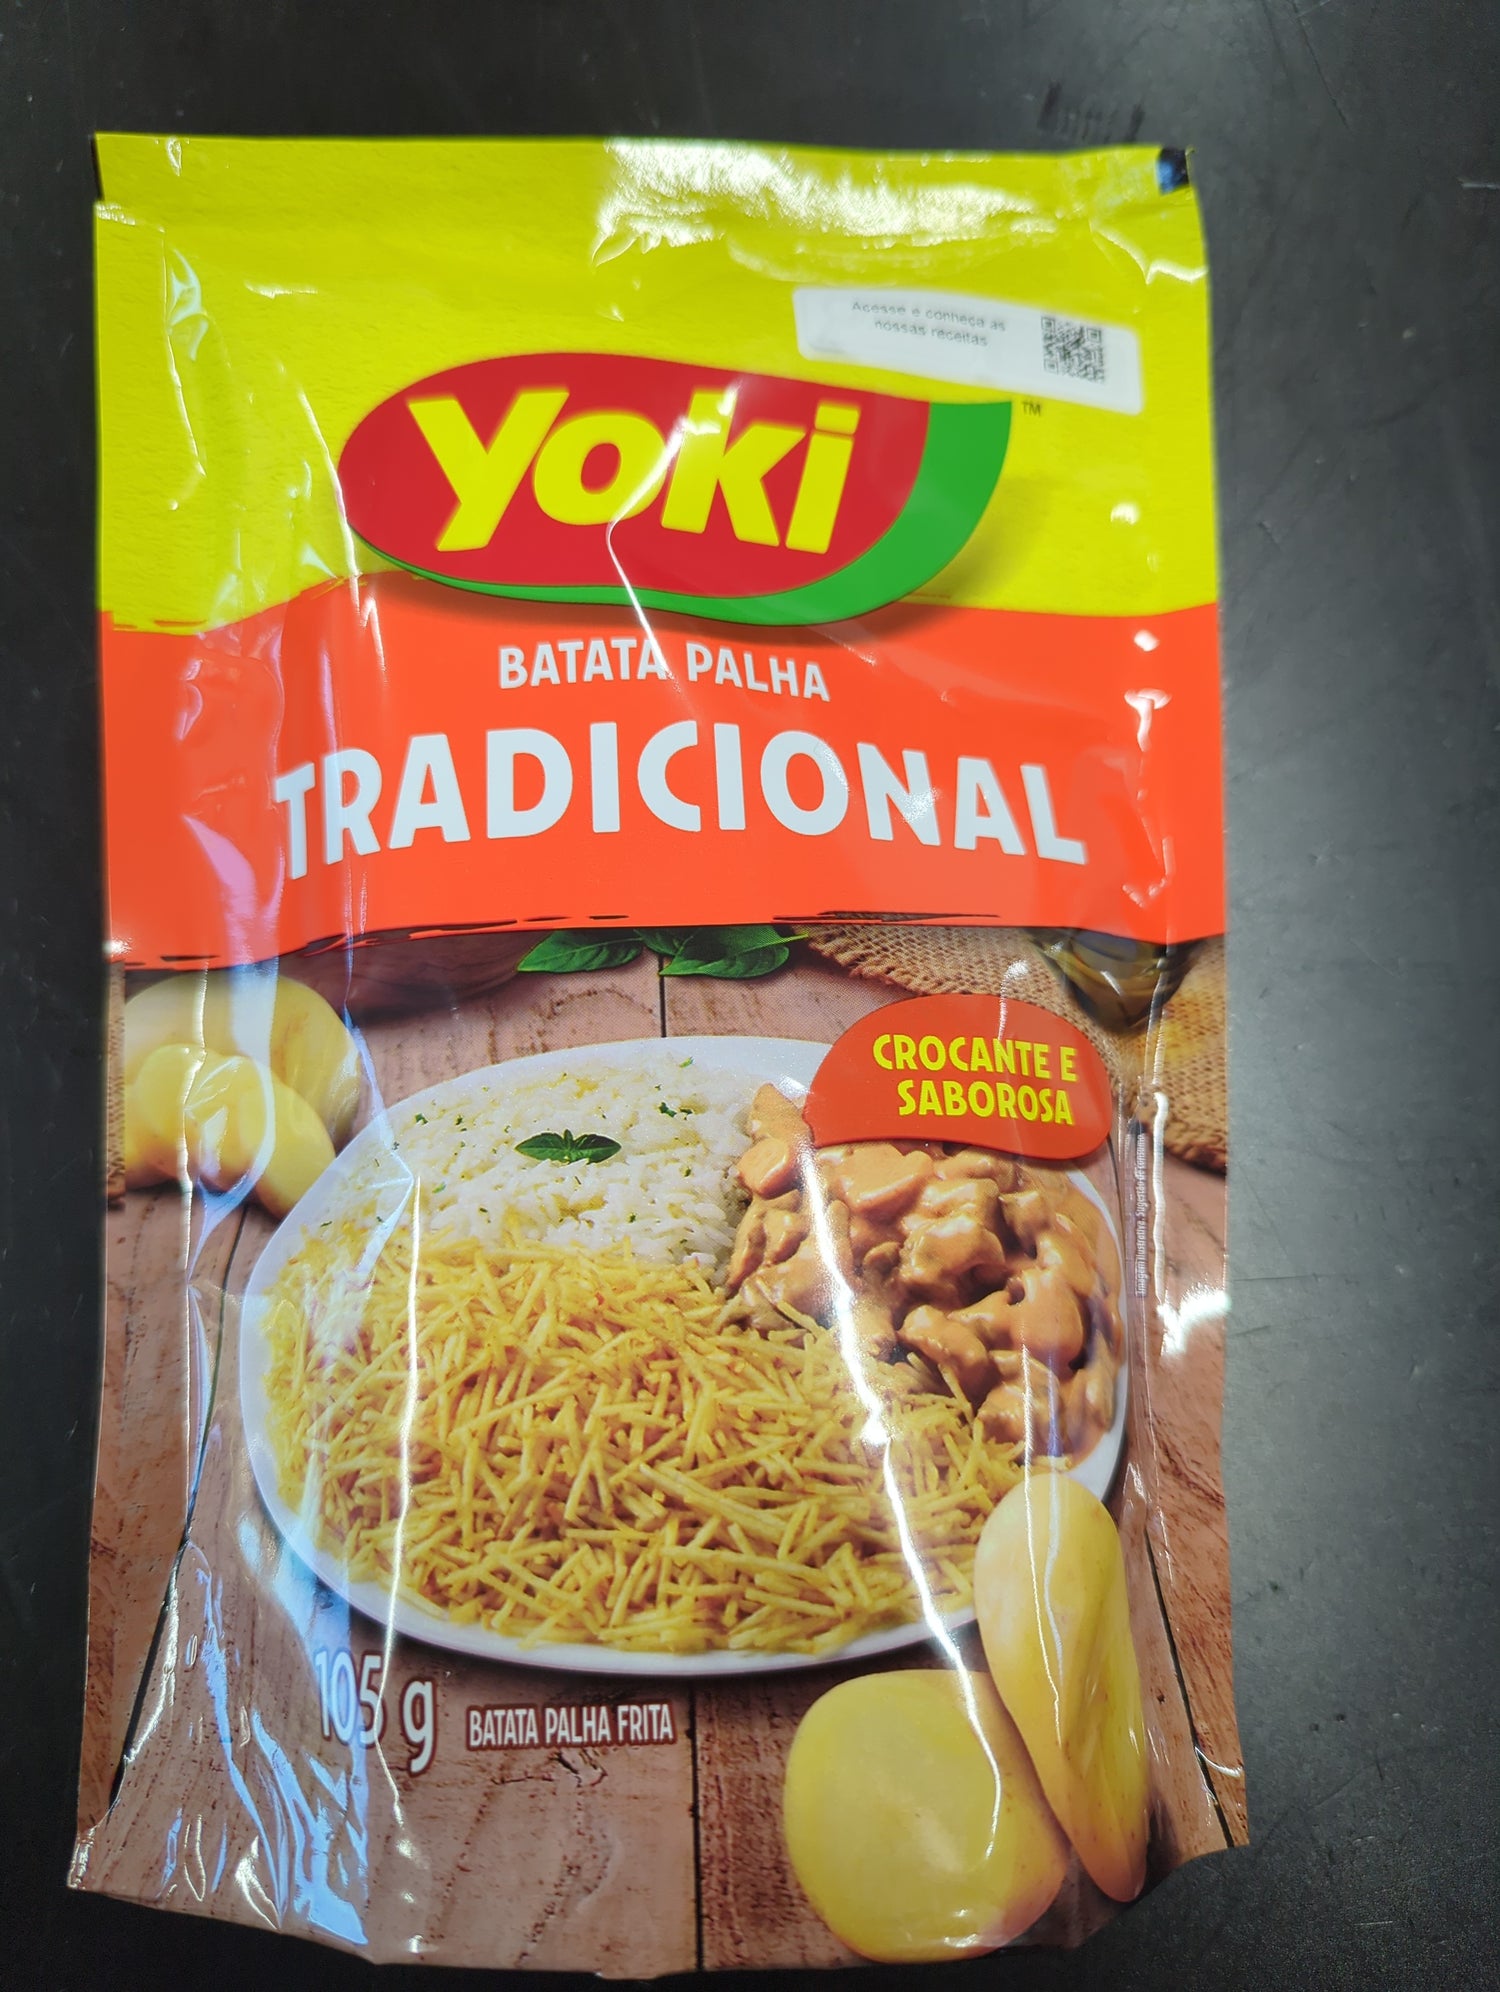 Acesse e conheça as
nossas receitas
Yoki
TM
BATATA PALHA
TRADICIONAL
CROCANTE E
SABOROSA
Imagem ilustrativa. Sugestão de consumo.
105 g
BATATA PALHA FRITA